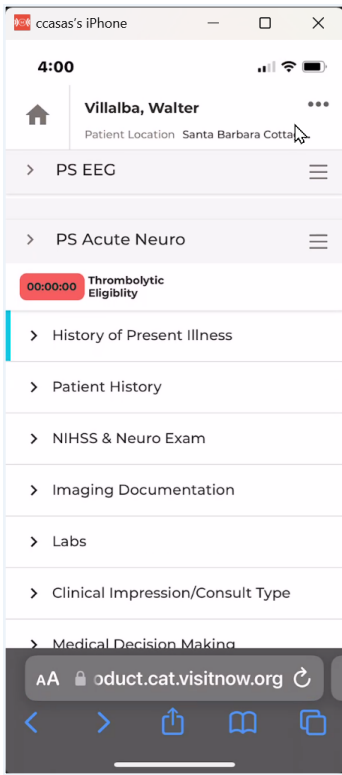 ccasas's iPhone
4:00
Villalba, Walter
Patient Location Santa Barbara Cotta...
PS EEG
PS Acute Neuro
00:00:00 Thrombolytic
Eligiblity
History of Present Illness
Patient History
NIHSS & Neuro Exam
Imaging Documentation
Labs
Clinical Impression/Consult Type
Medical Decision Making
AA oduct.cat.visitnow.org